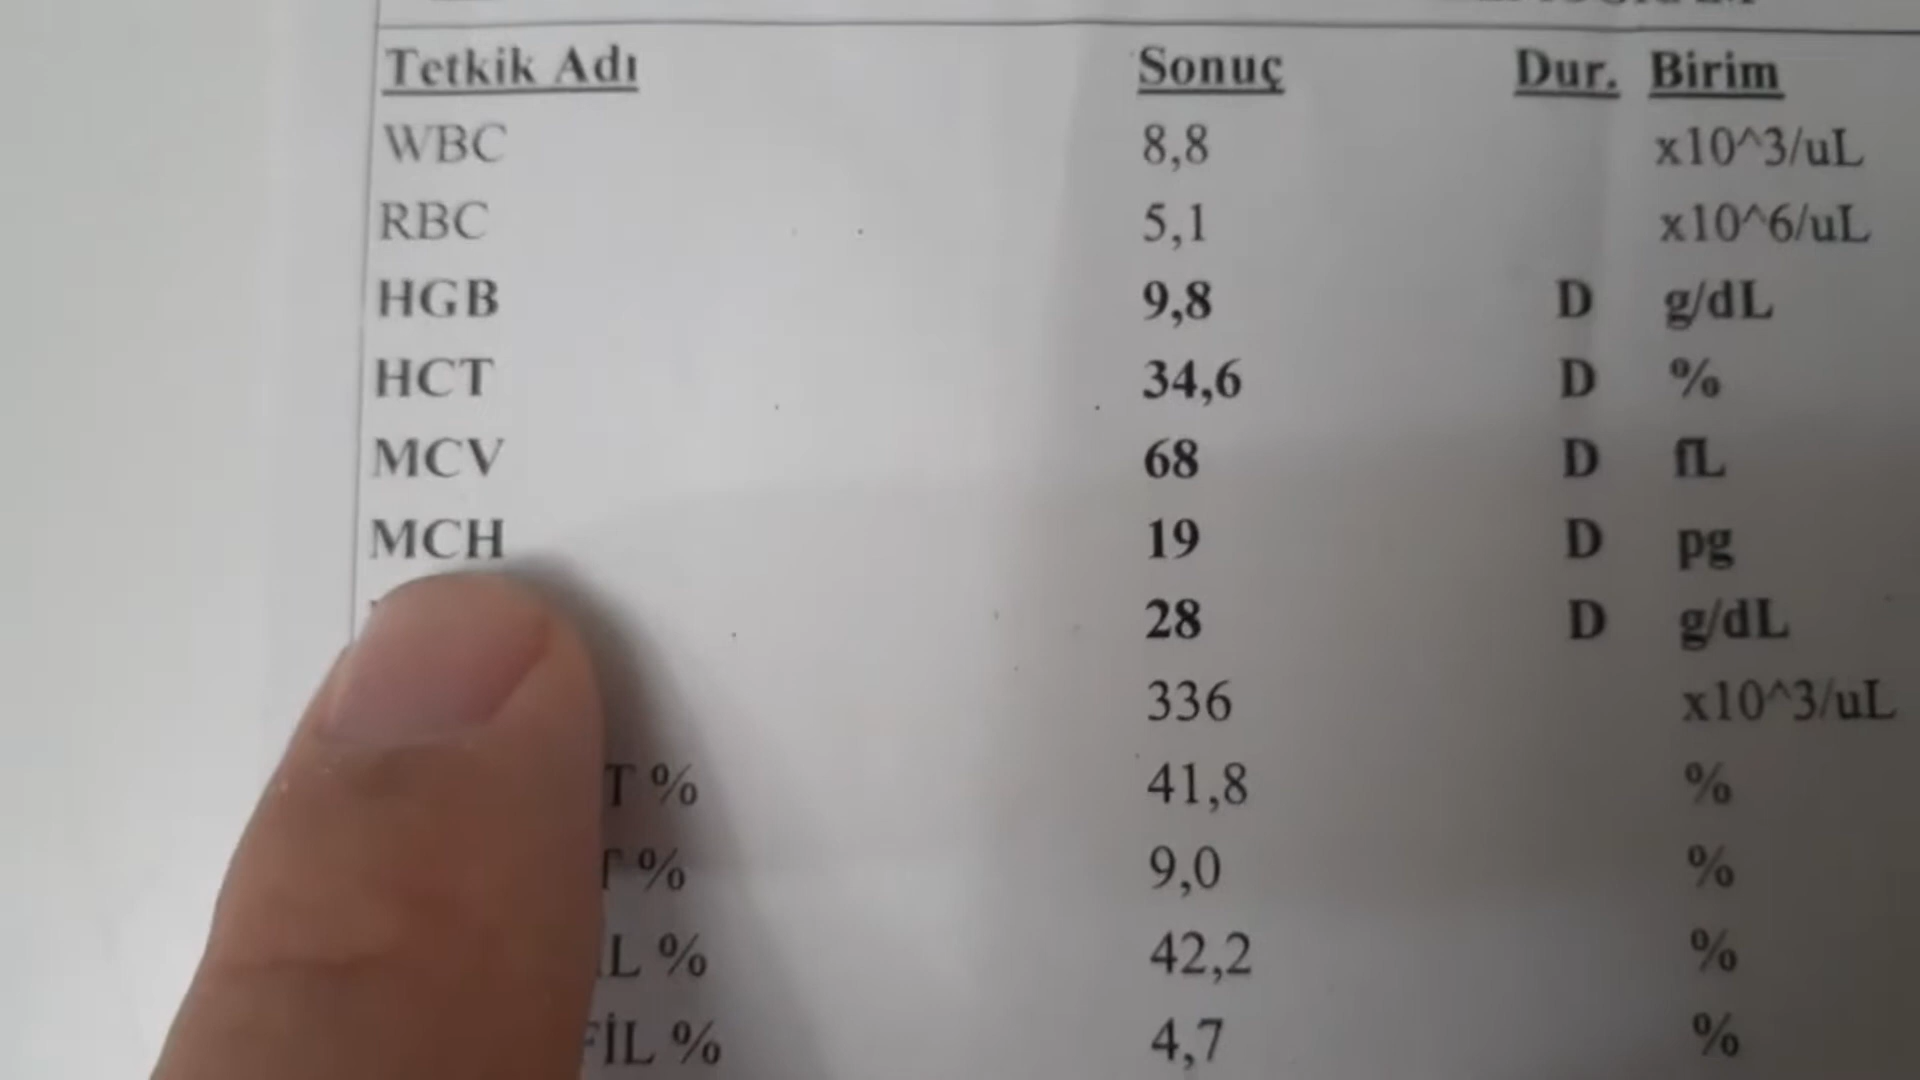 Tetkik Adı Sonuç Dur. Birim
WBC 8,8 x10^3/uL
RBC 5,1 x10^6/uL
HGB 9,8 D g/dL
HCT 34,6 D %
MCV 68 D fL
MCH 19 D pg
28 D g/dL
336 x10^3/uL
T % 41,8 %
% 9,0 %
L % 42,2 %
FİL % 4,7 %